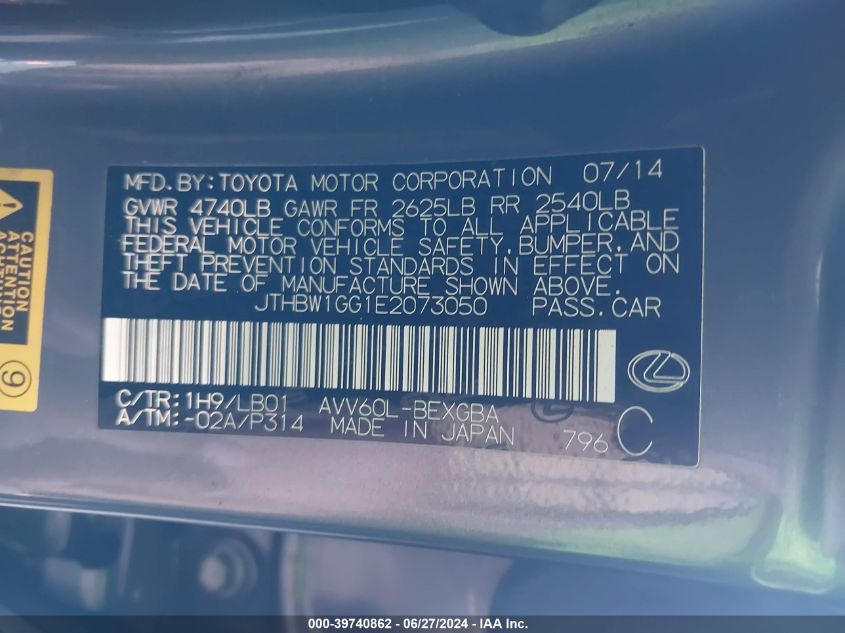 MFD. BY: TOYOTA MOTOR CORPORATION 07/14
GVWR 4740LB GAWR FR 2625LB RR 2540LB
THIS VEHICLE CONFORMS TO ALL APPLICABLE
FEDERAL MOTOR VEHICLE SAFETY, BUMPER, AND
THEFT PREVENTION STANDARDS IN EFFECT ON
THE DATE OF MANUFACTURE SHOWN ABOVE.
JTHBW1GG1E2073050 PASS.CAR
C/TR: 1H9/LB01 AVV60L-BEXGBA
A/TM: -02A/P314 MADE IN JAPAN 796 C
CAUTION
ATTENTION
9
000-39740862 - 06/27/2024 - IAA Inc.